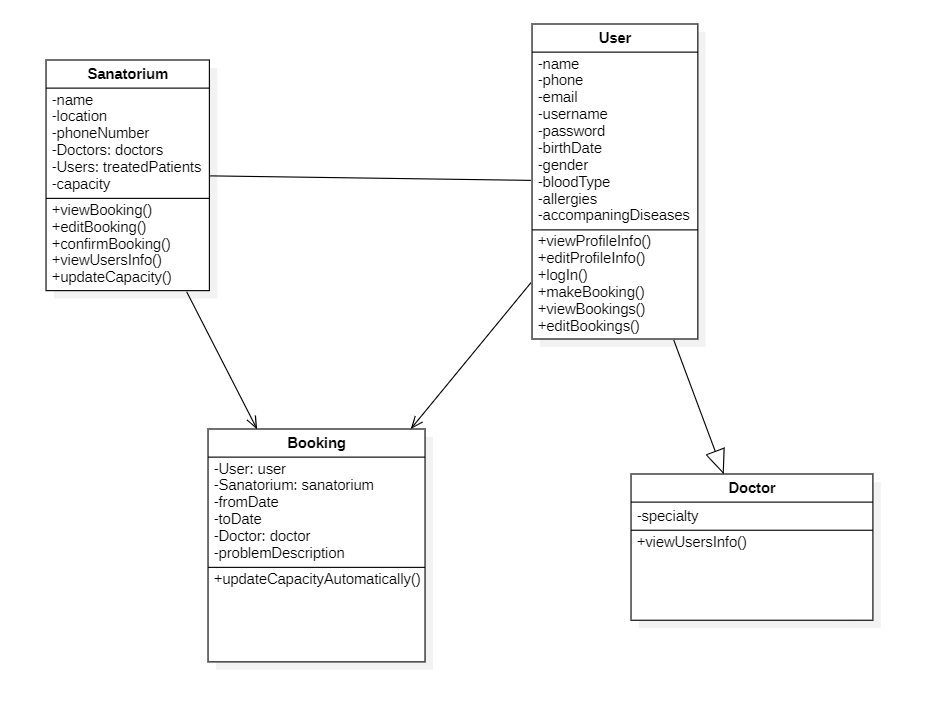 Sanatorium
-name
-location
-phoneNumber
-Doctors: doctors
-Users: treatedPatients
-capacity
+viewBooking()
+editBooking()
+confirmBooking()
+viewUsersInfo()
+updateCapacity()
User
-name
-phone
-email
-username
-password
-birthDate
-gender
-bloodType
-allergies
-accompaningDiseases
+viewProfileInfo()
+editProfileInfo()
+logIn()
+makeBooking()
+viewBookings()
+editBookings()
Booking
-User: user
-Sanatorium: sanatorium
-fromDate
-toDate
-Doctor: doctor
-problemDescription
+updateCapacityAutomatically()
Doctor
-specialty
+viewUsersInfo()